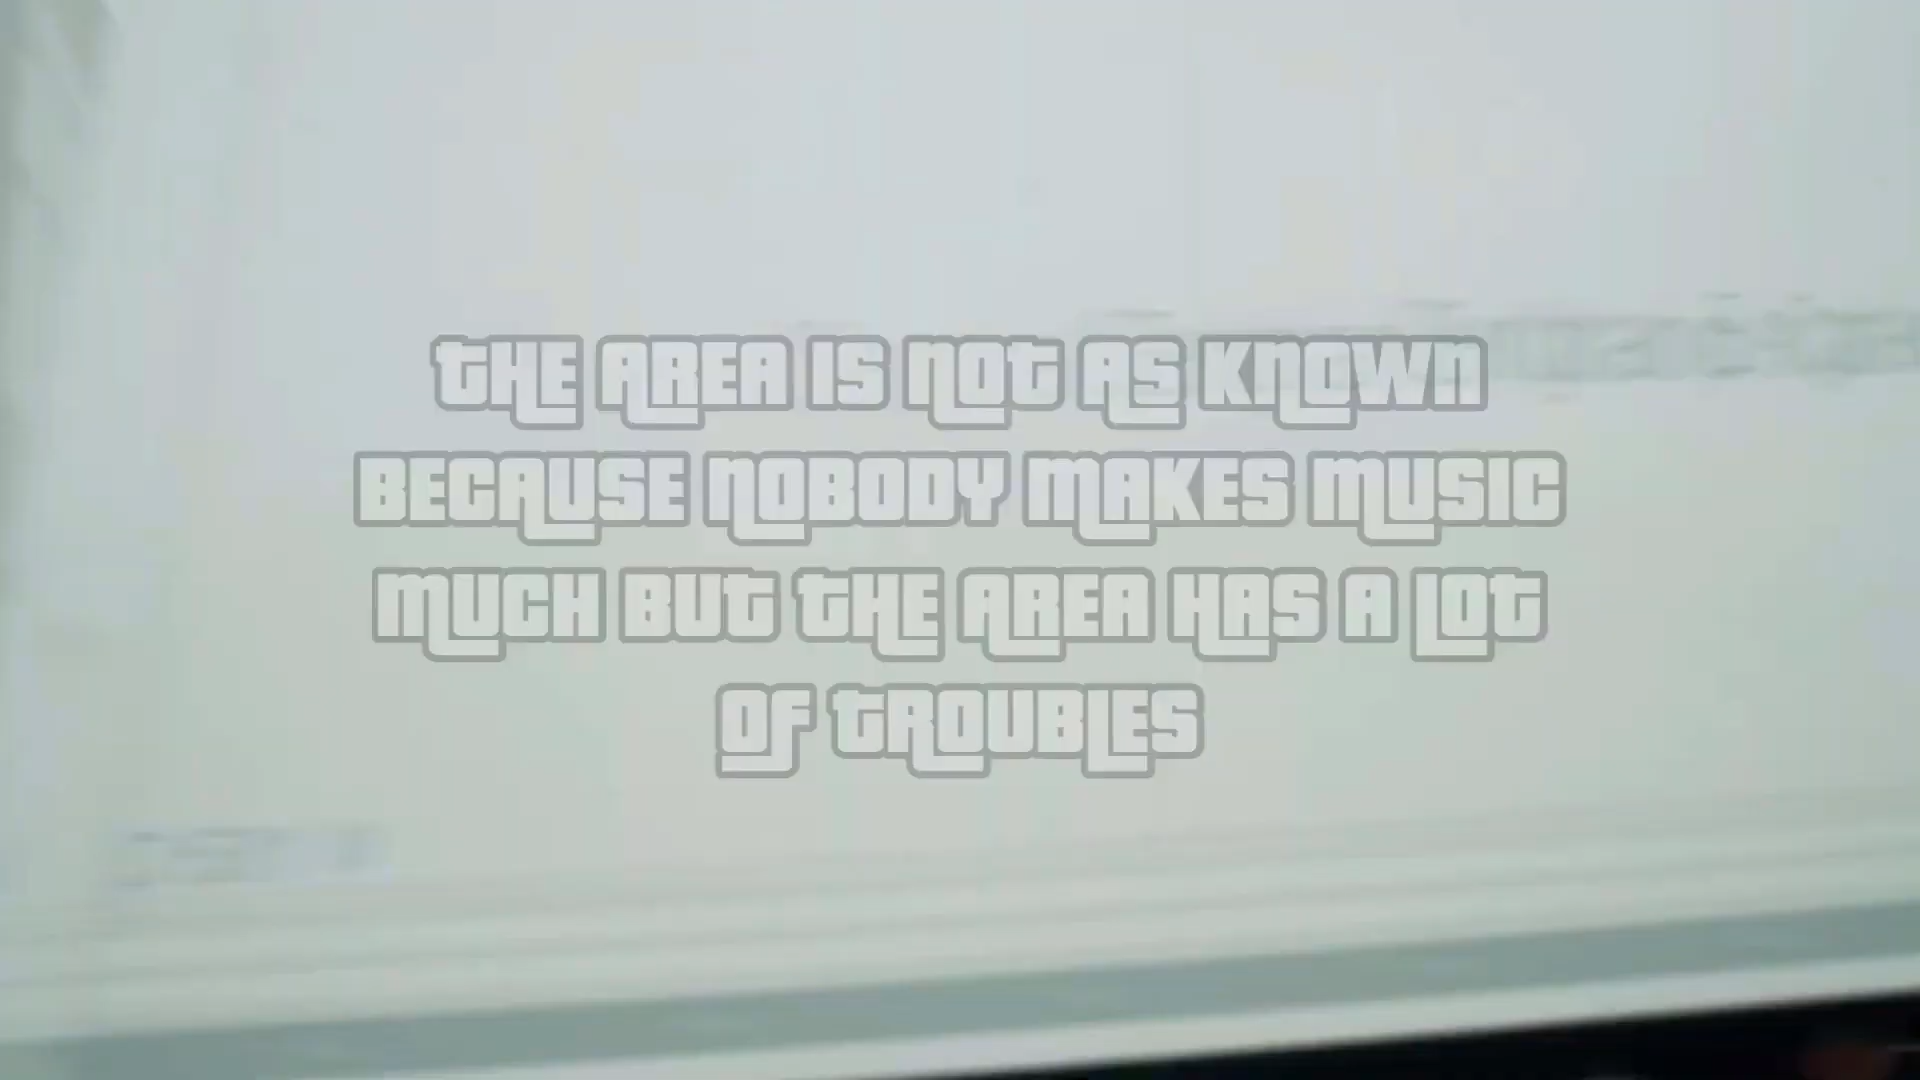 THE AREA IS NOT AS KNOWN
BECAUSE NOBODY MAKES MUSIC
MUCH BUT THE AREA HAS A LOT
OF TROUBLES